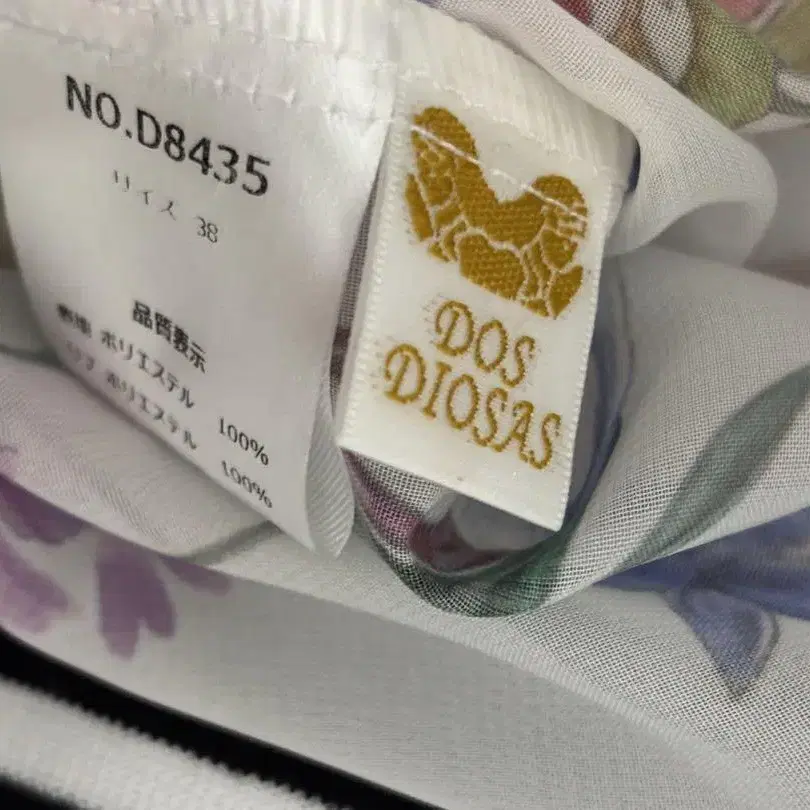 NO.D8435
サイズ 38
品質表示
ポリエステル 100%
ポリエステル 100%
DOS
DIOSAS